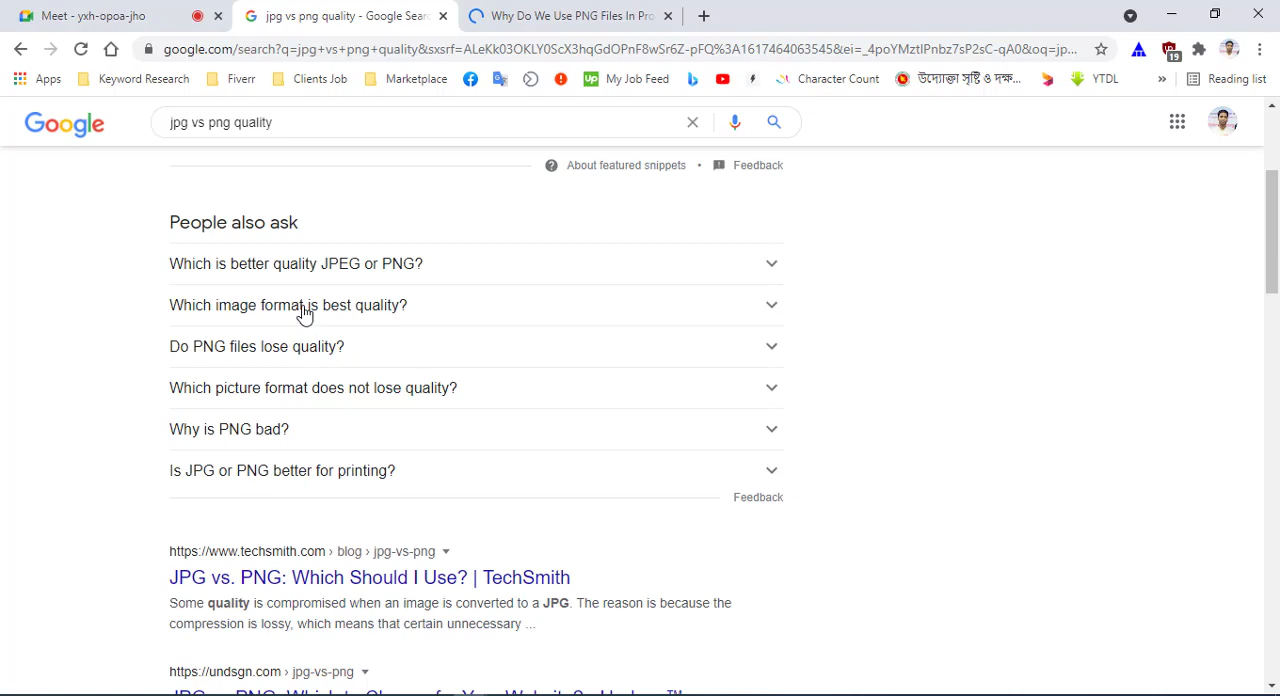 Meet - yxh-opoa-jho
jpg vs png quality - Google Sear
Why Do We Use PNG Files In Pro
google.com/search?q=jpg+vs+png+quality&sxsrf=ALeKk03OKLY0ScX3hqGdOPnF8wSr6Z-pFQ%3A1617464063545&ei=_4poYMztIPnbz7sP2sC-qA0&oq=jp...
19
Apps
Keyword Research
Fiverr
Clients Job
Marketplace
Up My Job Feed
Character Count
উদ্যোক্তা সৃষ্টি ও দক্ষ...
YTDL
»
Reading list
Google
jpg vs png quality
About featured snippets • Feedback
People also ask
Which is better quality JPEG or PNG?
Which image format is best quality?
Do PNG files lose quality?
Which picture format does not lose quality?
Why is PNG bad?
Is JPG or PNG better for printing?
Feedback
https://www.techsmith.com › blog › jpg-vs-png
JPG vs. PNG: Which Should I Use? | TechSmith
Some quality is compromised when an image is converted to a JPG. The reason is because the
compression is lossy, which means that certain unnecessary ...
https://undsgn.com › jpg-vs-png